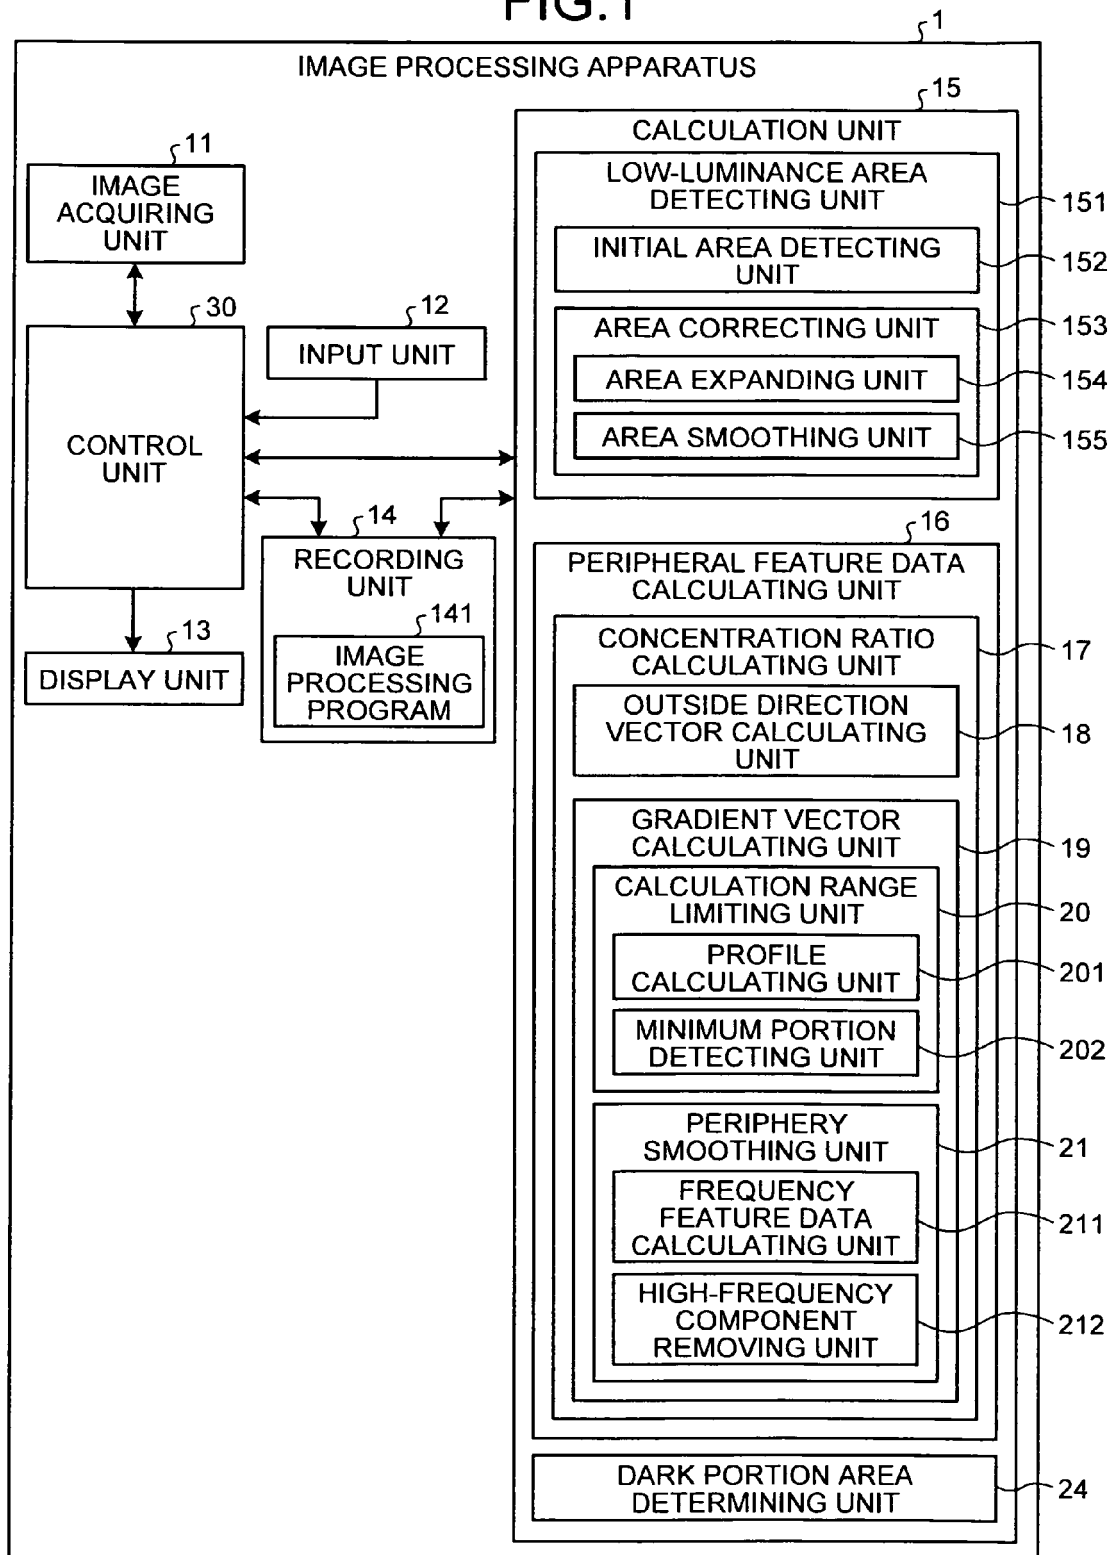 FIG.1
1
IMAGE PROCESSING APPARATUS
11
IMAGE
ACQUIRING
UNIT
30
CONTROL
UNIT
12
INPUT UNIT
13
DISPLAY UNIT
14
RECORDING
UNIT
141
IMAGE
PROCESSING
PROGRAM
15
CALCULATION UNIT
LOW-LUMINANCE AREA
DETECTING UNIT
151
INITIAL AREA DETECTING
UNIT
152
AREA CORRECTING UNIT
153
AREA EXPANDING UNIT
154
AREA SMOOTHING UNIT
155
16
PERIPHERAL FEATURE DATA
CALCULATING UNIT
CONCENTRATION RATIO
CALCULATING UNIT
17
OUTSIDE DIRECTION
VECTOR CALCULATING
UNIT
18
GRADIENT VECTOR
CALCULATING UNIT
19
CALCULATION RANGE
LIMITING UNIT
20
PROFILE
CALCULATING UNIT
201
MINIMUM PORTION
DETECTING UNIT
202
PERIPHERY
SMOOTHING UNIT
21
FREQUENCY
FEATURE DATA
CALCULATING UNIT
211
HIGH-FREQUENCY
COMPONENT
REMOVING UNIT
212
DARK PORTION AREA
DETERMINING UNIT
24